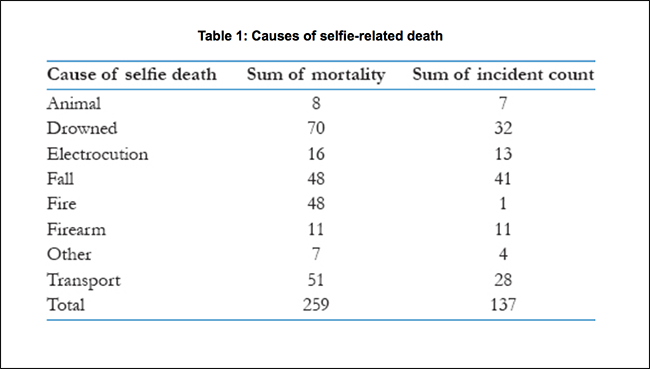 Table 1: Causes of selfie-related death
Cause of selfie death Sum of mortality Sum of incident count
Animal 8 7
Drowned 70 32
Electrocution 16 13
Fall 48 41
Fire 48 1
Firearm 11 11
Other 7 4
Transport 51 28
Total 259 137